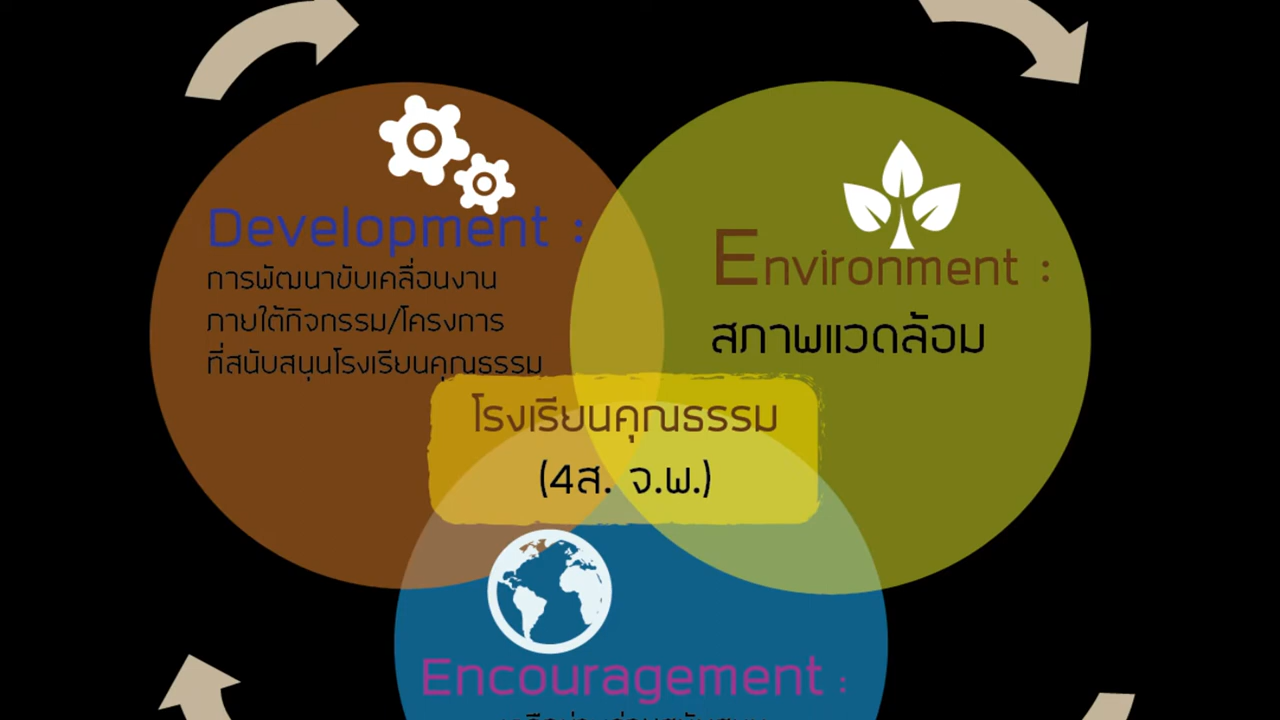 Development :
การพัฒนาขับเคลื่อนงาน
ภายใต้กิจกรรม/โครงการ
ที่สนับสนุนโรงเรียนคุณธรรม
Environment :
สภาพแวดล้อม
โรงเรียนคุณธรรม
(4ส. จ.พ.)
Encouragement :